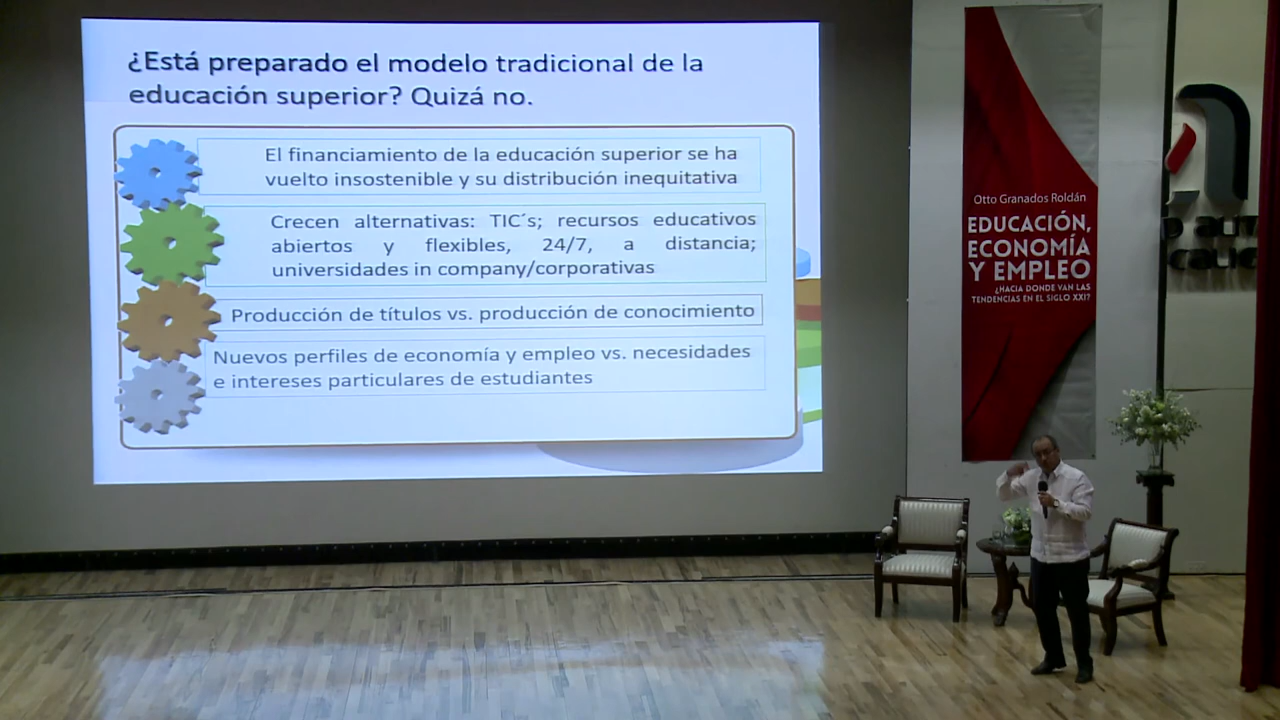 ¿Está preparado el modelo tradicional de la
educación superior? Quizá no.
El financiamiento de la educación superior se ha
vuelto insostenible y su distribución inequitativa
Crecen alternativas: TIC´s; recursos educativos
abiertos y flexibles, 24/7, a distancia;
universidades in company/corporativas
Producción de títulos vs. producción de conocimiento
Nuevos perfiles de economía y empleo vs. necesidades
e intereses particulares de estudiantes
Otto Granados Roldán
EDUCACIÓN,
ECONOMÍA
Y EMPLEO
¿HACIA DONDE VAN LAS
TENDENCIAS EN EL SIGLO XXI?